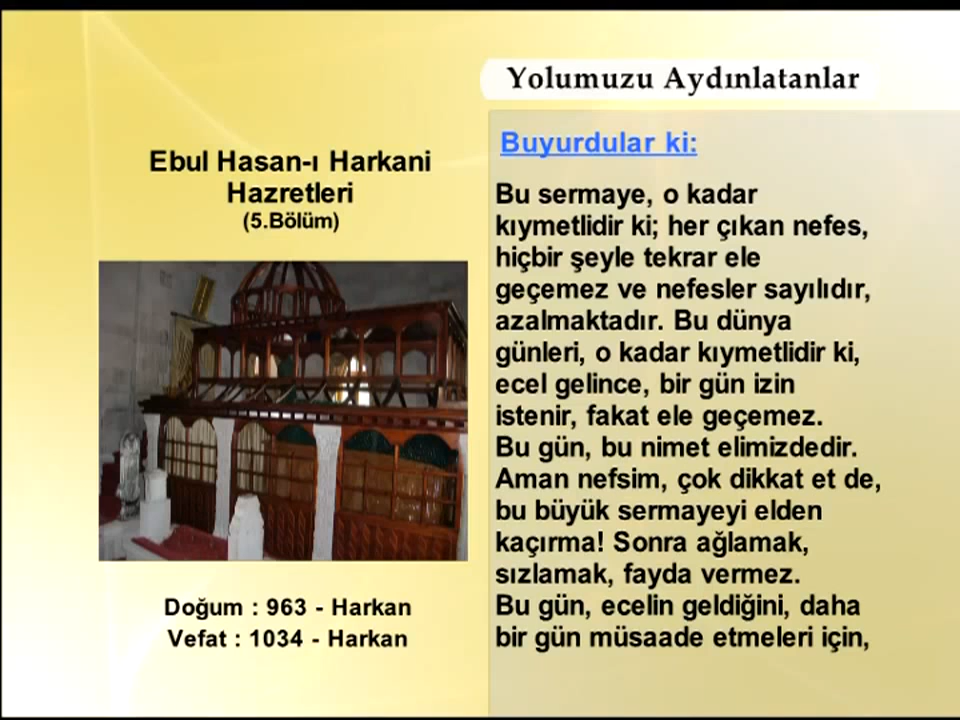 Yolumuzu Aydınlatanlar
Ebul Hasan-ı Harkani
Hazretleri
(5.Bölüm)
Doğum : 963 - Harkan
Vefat : 1034 - Harkan
Buyurdular ki:
Bu sermaye, o kadar
kıymetlidir ki; her çıkan nefes,
hiçbir şeyle tekrar ele
geçemez ve nefesler sayılıdır,
azalmaktadır. Bu dünya
günleri, o kadar kıymetlidir ki,
ecel gelince, bir gün izin
istenir, fakat ele geçemez.
Bu gün, bu nimet elimizdedir.
Aman nefsim, çok dikkat et de,
bu büyük sermayeyi elden
kaçırma! Sonra ağlamak,
sızlamak, fayda vermez.
Bu gün, ecelin geldiğini, daha
bir gün müsaade etmeleri için,